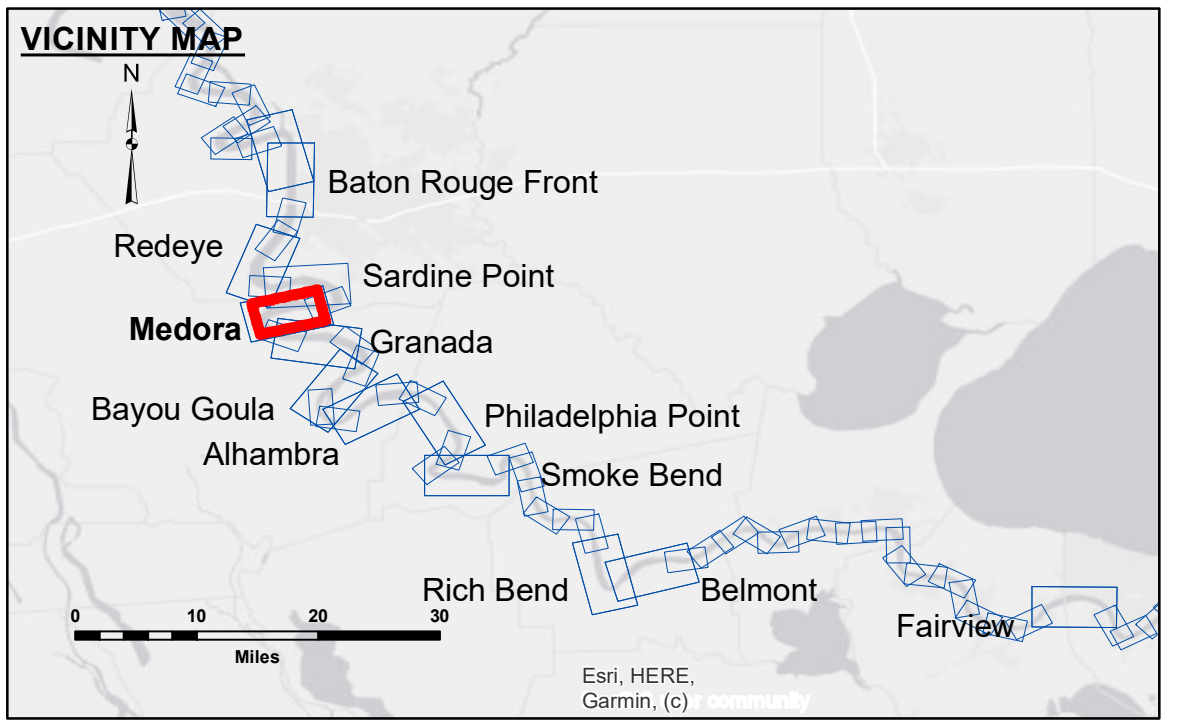 VICINITY MAP
N
Baton Rouge Front
Redeye
Sardine Point
Medora
Granada
Bayou Goula
Philadelphia Point
Alhambra
Smoke Bend
Rich Bend
Belmont
Fairview
0 10 20 30
Miles
Esri, HERE,
Garmin, (c)
community